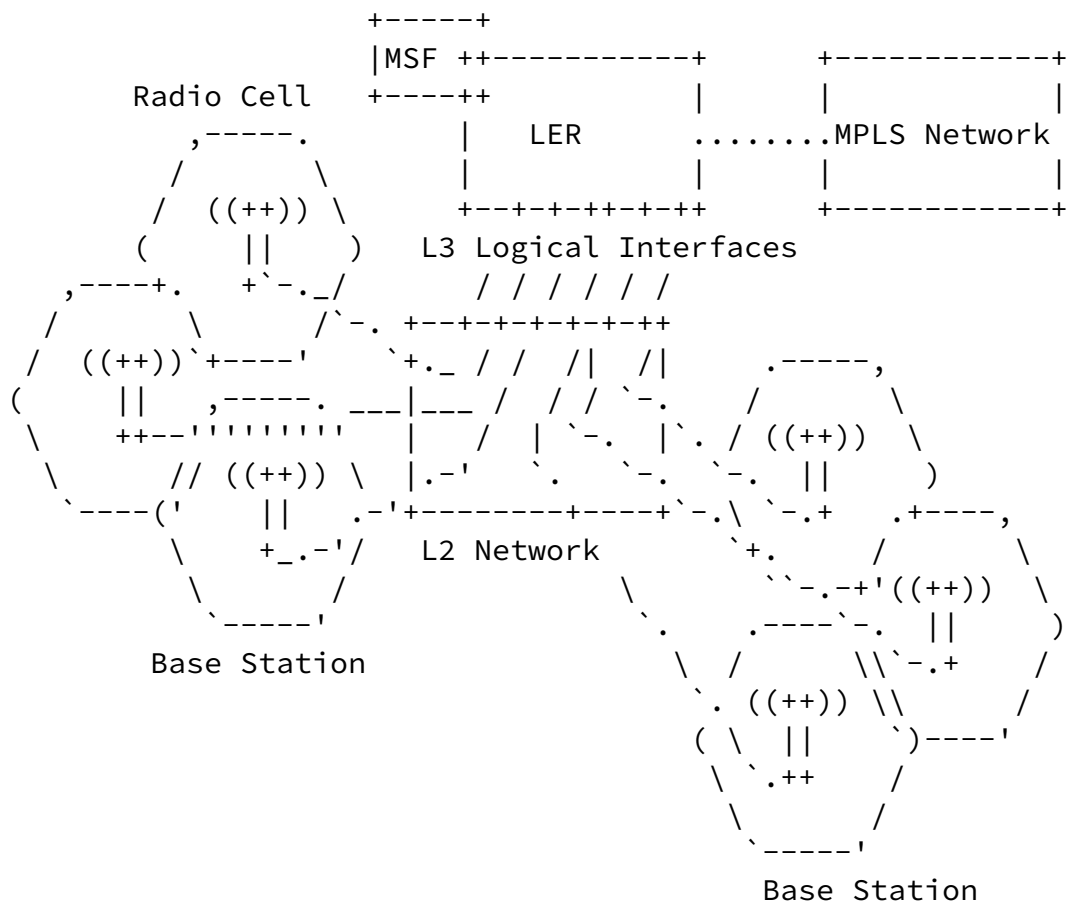 MSF
Radio Cell
LER
MPLS Network
L3 Logical Interfaces
L2 Network
Base Station
Base Station